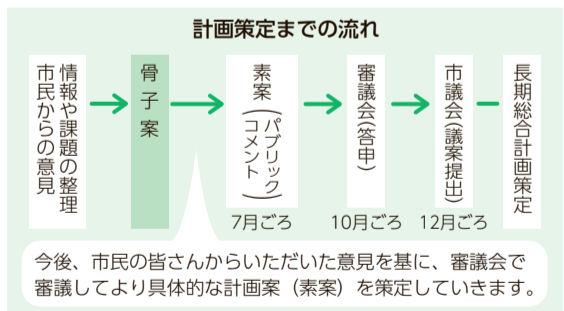 計画策定までの流れ
情報や課題の整理
市民からの意見
骨子案
素案(パブリック
コメント)
7月ごろ
審議会(答申)
10月ごろ
市議会(議案提出)
12月ごろ
長期総合計画策定
今後、市民の皆さんからいただいた意見を基に、審議会で
審議してより具体的な計画案（素案）を策定していきます。